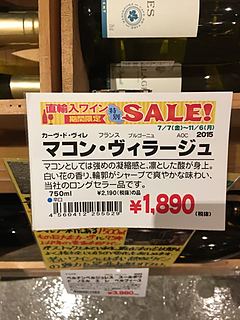 直輸入ワイン
期間限定
特別
SALE!
7/7(金)~11/6(月)
カーヴ・ド・ヴィレ フランス ブルゴーニュ AOC 2015
マコン・ヴィラージュ
マコンとしては強めの凝縮感と、凛とした酸が身上。
白い花の香り、輪郭がシャープで爽やかな味わい、
当社のロングセラー品です。
750ml ¥2,190(税抜)の品
●辛口
¥1,890(税抜)
4560412255529